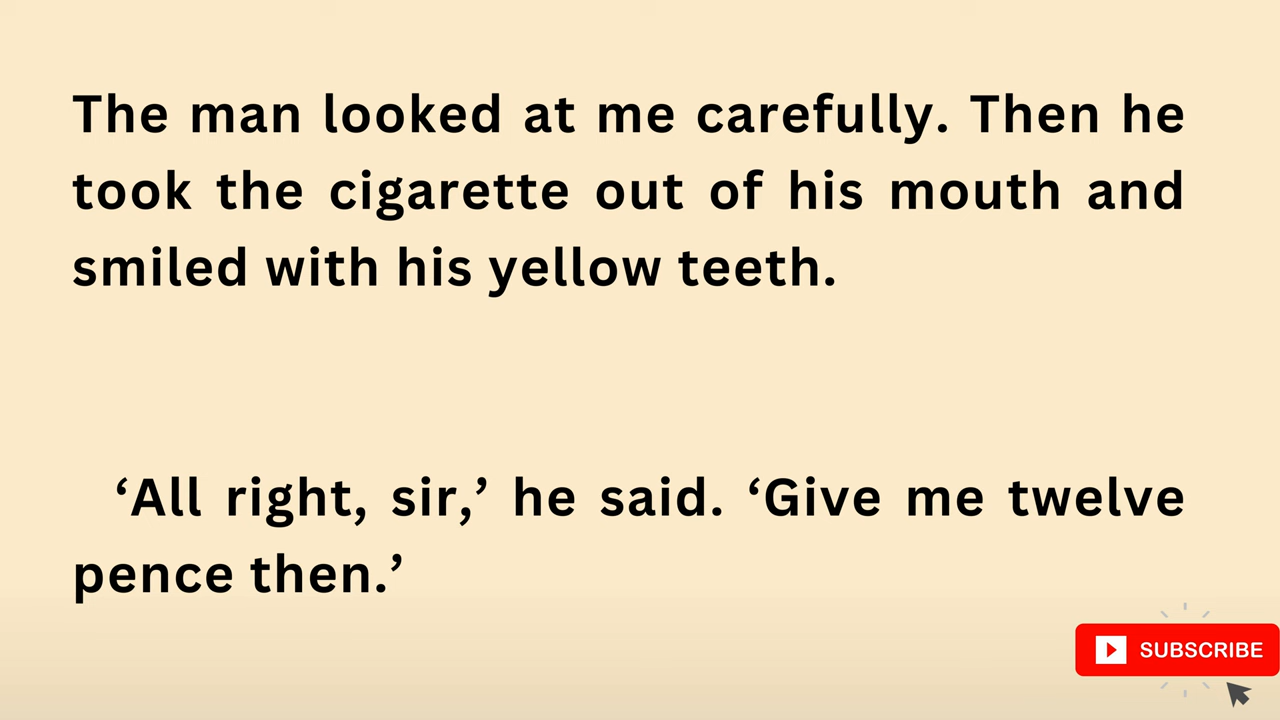 The man looked at me carefully. Then he
took the cigarette out of his mouth and
smiled with his yellow teeth.
‘All right, sir,’ he said. ‘Give me twelve
pence then.’
SUBSCRIBE